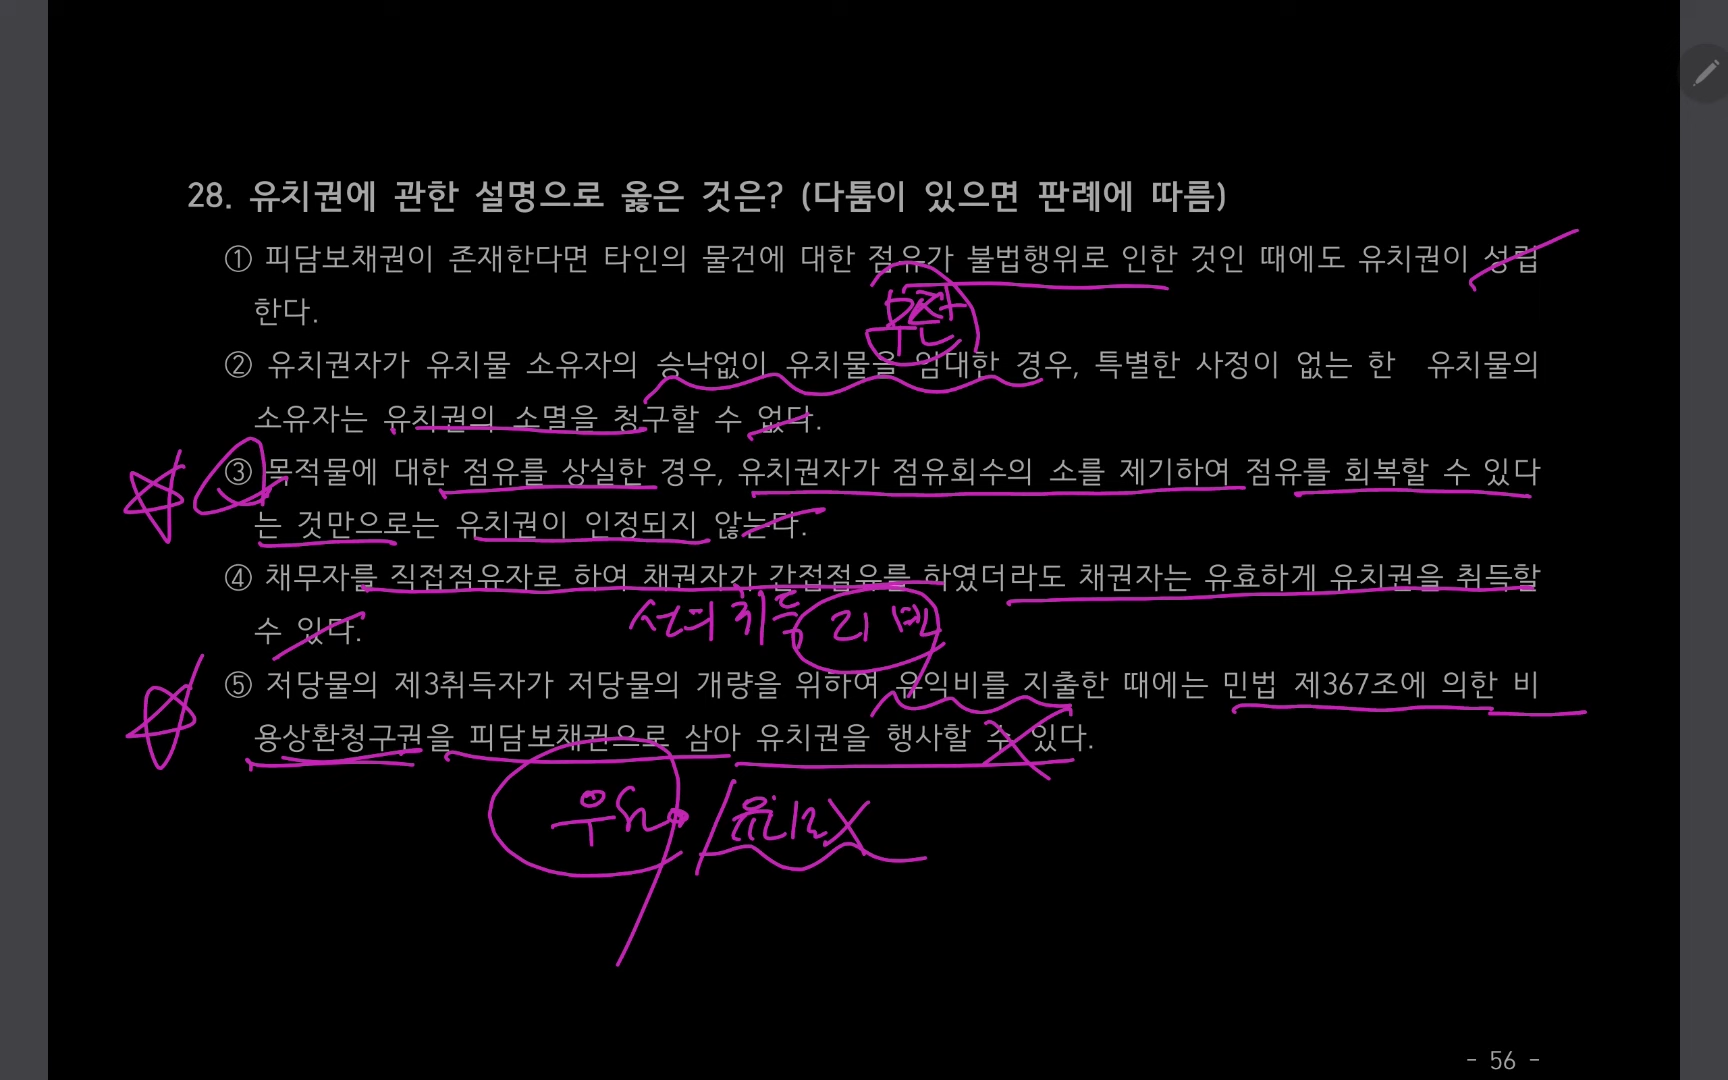 28. 유치권에 관한 설명으로 옳은 것은? (다툼이 있으면 판례에 따름)
① 피담보채권이 존재한다면 타인의 물건에 대한 점유가 불법행위로 인한 것인 때에도 유치권이 성립
한다.
② 유치권자가 유치물 소유자의 승낙없이 유치물을 임대한 경우, 특별한 사정이 없는 한 유치물의
소유자는 유치권의 소멸을 청구할 수 없다.
③ 목적물에 대한 점유를 상실한 경우, 유치권자가 점유회수의 소를 제기하여 점유를 회복할 수 있다
는 것만으로는 유치권이 인정되지 않는다.
④ 채무자를 직접점유자로 하여 채권자가 간접점유를 하였더라도 채권자는 유효하게 유치권을 취득할
수 있다.
⑤ 저당물의 제3취득자가 저당물의 개량을 위하여 유익비를 지출한 때에는 민법 제367조에 의한 비
용상환청구권을 피담보채권으로 삼아 유치권을 행사할 수 있다.
- 56 -